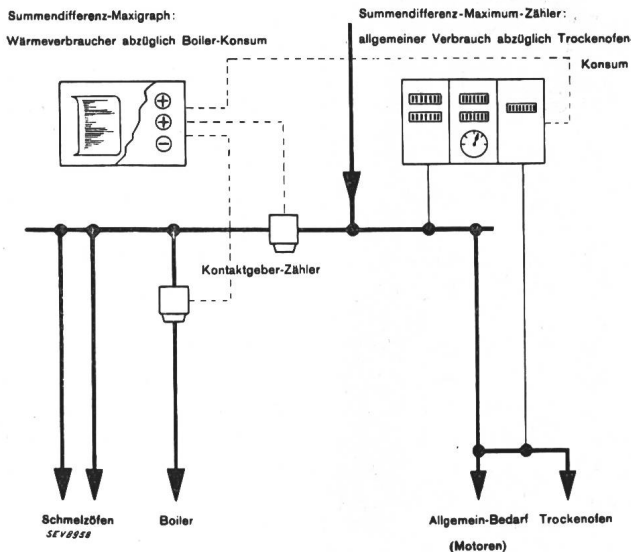 Summendifferenz-Maxigraph:
Wärmeverbraucher abzüglich Boiler-Konsum
Summendifferenz-Maximum-Zähler:
allgemeiner Verbrauch abzüglich Trockenofen
Konsum
+
+
−
Kontaktgeber-Zähler
Schmelzöfen
Boiler
Allgemein-Bedarf
Trockenofen
SEV8958
(Motoren)